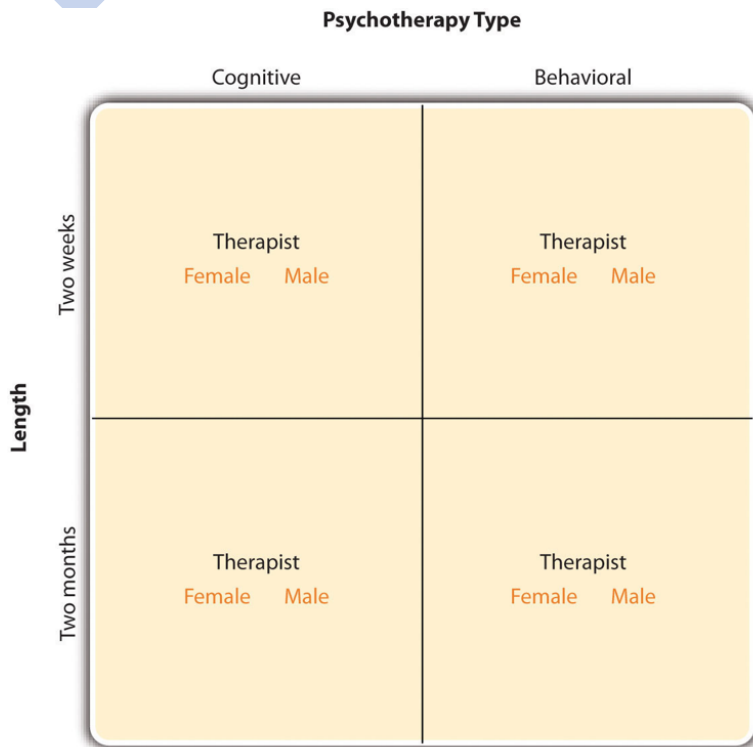 Psychotherapy Type
Cognitive Behavioral
Two weeks
Therapist Therapist
Female Male Female Male
Length
Two months
Therapist Therapist
Female Male Female Male